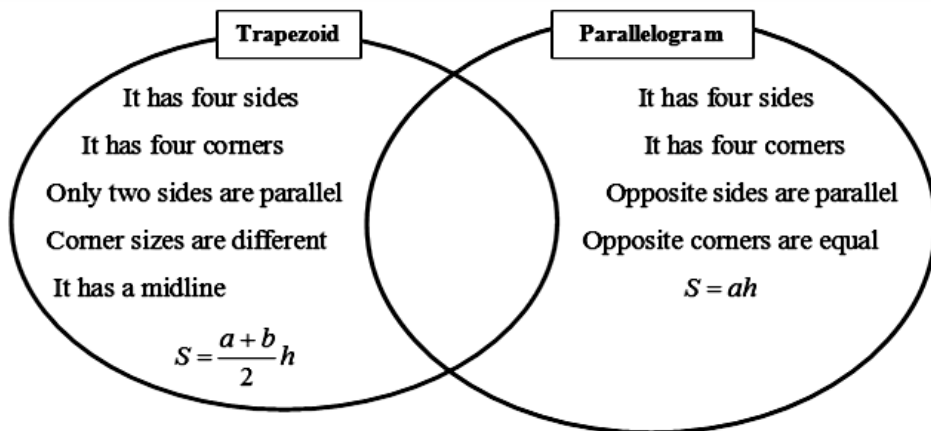 Trapezoid
It has four sides
It has four corners
Only two sides are parallel
Corner sizes are different
It has a midline
S = \frac{a+b}{2}h
Parallelogram
It has four sides
It has four corners
Opposite sides are parallel
Opposite corners are equal
S = ah